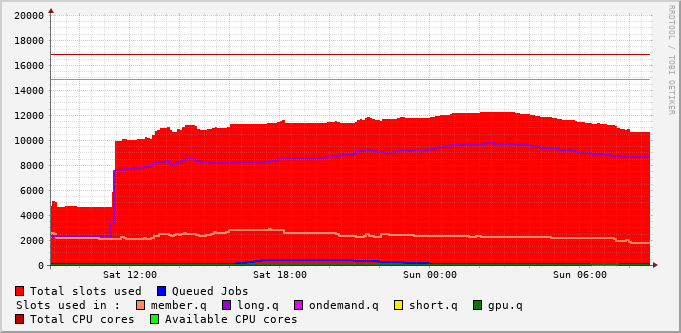 20000
18000
16000
14000
12000
10000
8000
6000
4000
2000
0
Sat 12:00 Sat 18:00 Sun 00:00 Sun 06:00
RRDTOOL / TOBI OETIKER
Total slots used Queued Jobs
Slots used in : member.q long.q ondemand.q short.q gpu.q
Total CPU cores Available CPU cores